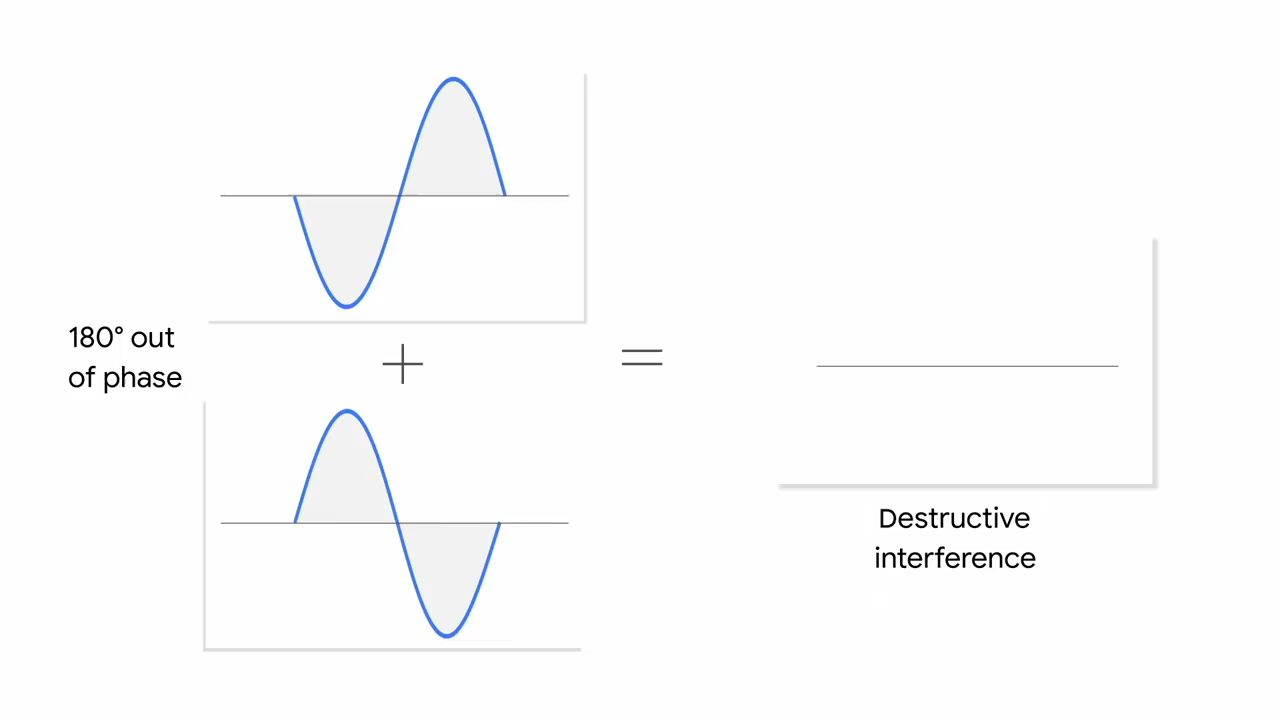 180° out
of phase
+
=
Destructive
interference